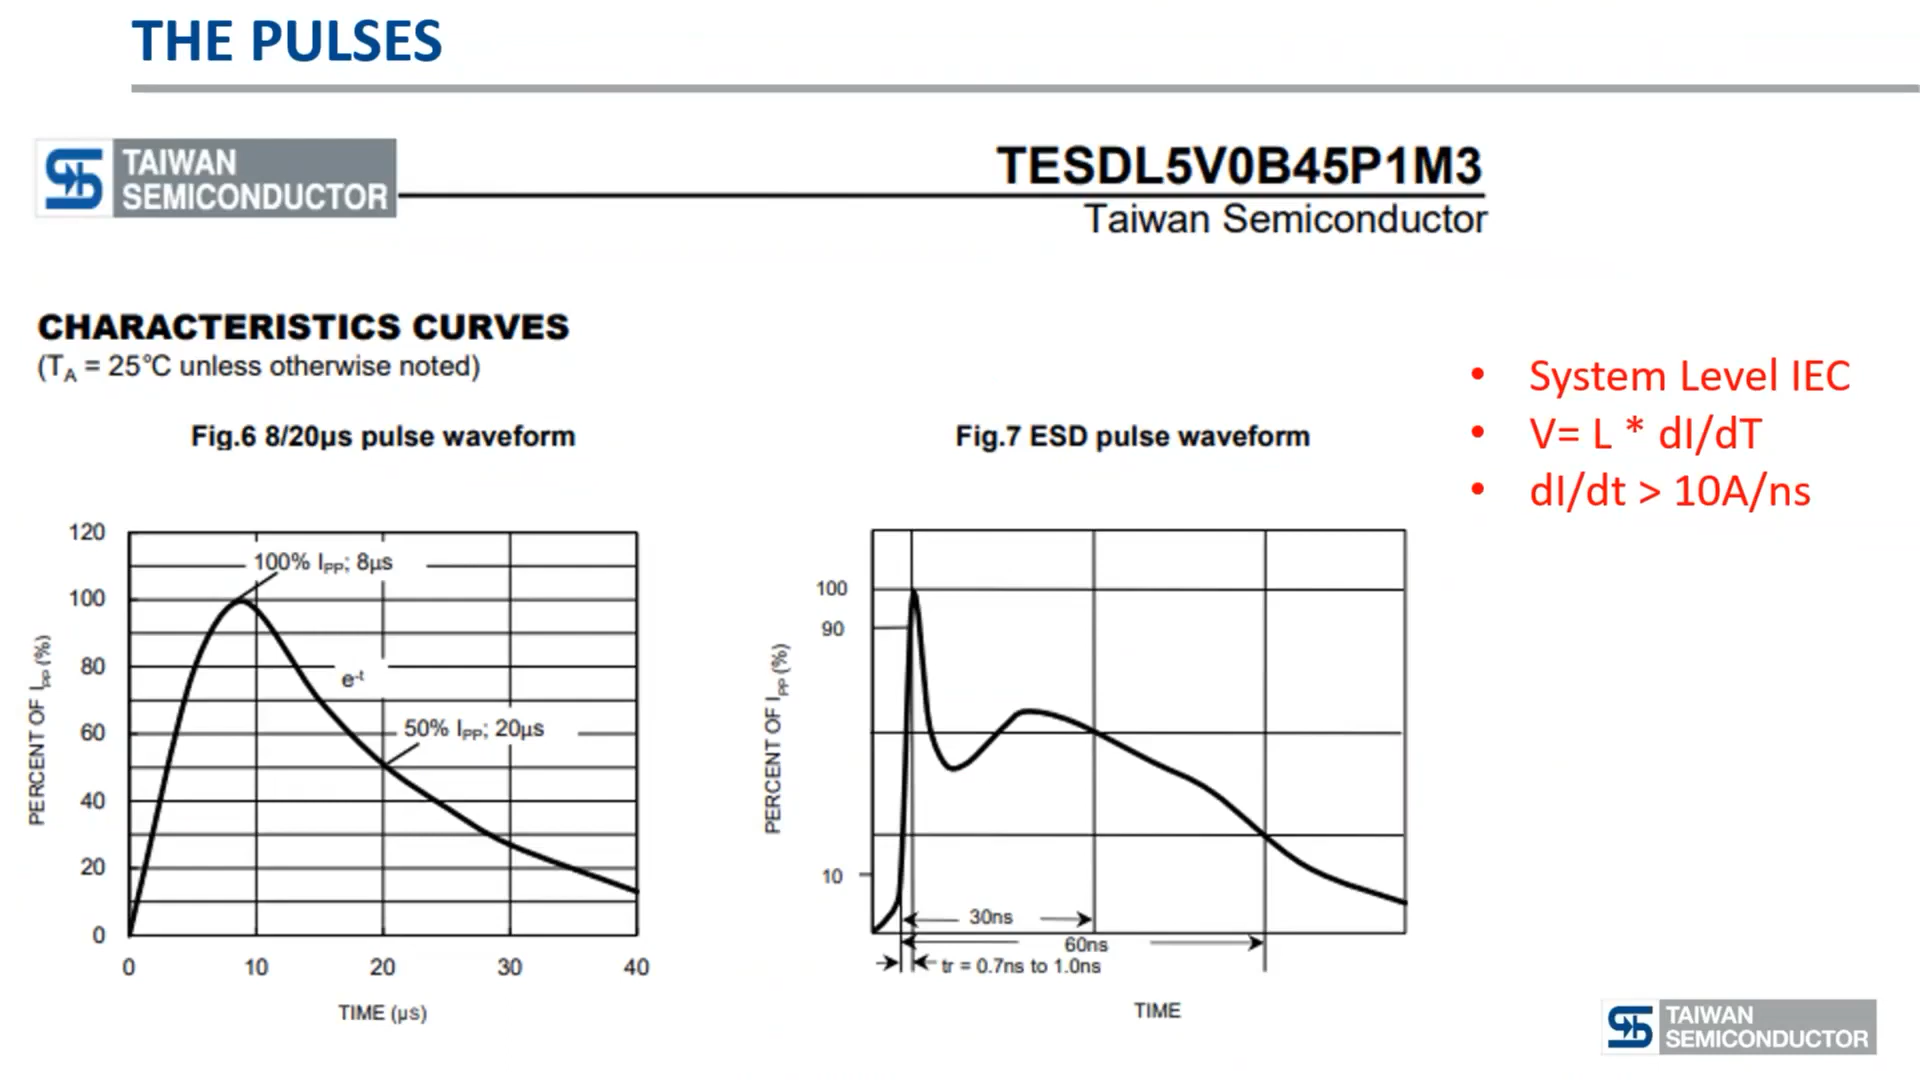 THE PULSES
TAIWAN
SEMICONDUCTOR
TESDL5V0B45P1M3
Taiwan Semiconductor
CHARACTERISTICS CURVES
(TA = 25°C unless otherwise noted)
Fig.6 8/20µs pulse waveform
120
100
80
60
40
20
0
PERCENT OF IPP (%)
100% IPP; 8µs
e-t
50% IPP; 20µs
0 10 20 30 40
TIME (µs)
Fig.7 ESD pulse waveform
100
90
10
PERCENT OF IPP (%)
30ns
60ns
tr = 0.7ns to 1.0ns
TIME
• System Level IEC
• V= L * dI/dT
• dI/dt > 10A/ns
TAIWAN
SEMICONDUCTOR